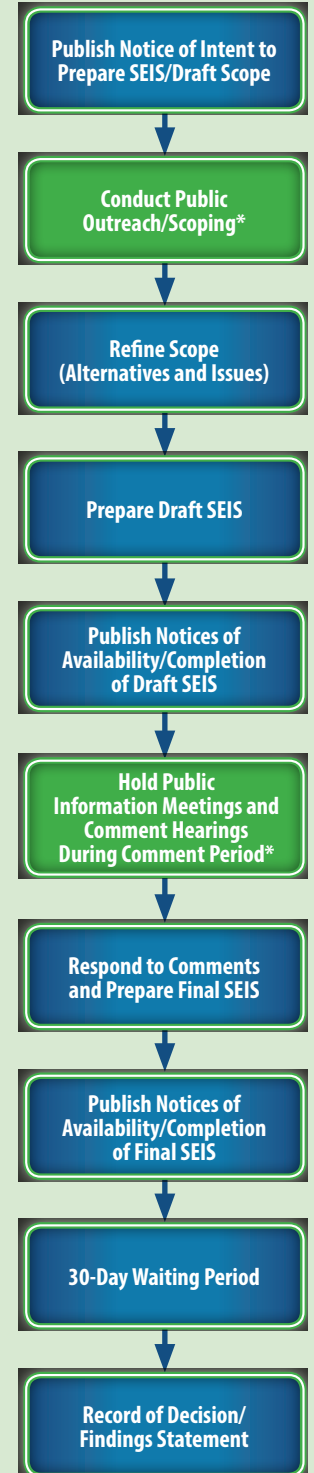 Publish Notice of Intent to
Prepare SEIS/Draft Scope
Conduct Public
Outreach/Scoping*
Refine Scope
(Alternatives and Issues)
Prepare Draft SEIS
Publish Notices of
Availability/Completion
of Draft SEIS
Hold Public
Information Meetings and
Comment Hearings
During Comment Period*
Respond to Comments
and Prepare Final SEIS
Publish Notices of
Availability/Completion
of Final SEIS
30-Day Waiting Period
Record of Decision/
Findings Statement